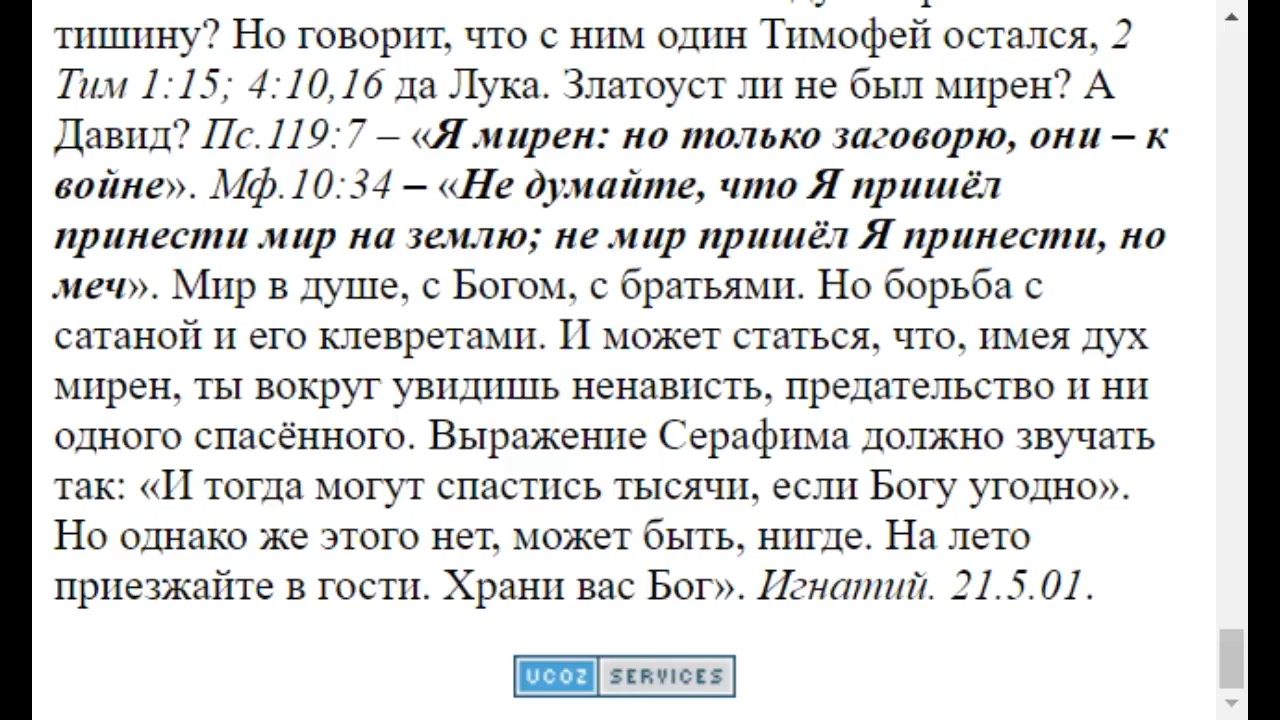 тишину? Но говорит, что с ним один Тимофей остался, 2
Тим 1:15; 4:10,16 да Лука. Златоуст ли не был мирен? А
Давид? Пс.119:7 – «Я мирен: но только заговорю, они – к
войне». Мф.10:34 – «Не думайте, что Я пришёл
принести мир на землю; не мир пришёл Я принести, но
меч». Мир в душе, с Богом, с братьями. Но борьба с
сатаной и его клевретами. И может статься, что, имея дух
мирен, ты вокруг увидишь ненависть, предательство и ни
одного спасённого. Выражение Серафима должно звучать
так: «И тогда могут спастись тысячи, если Богу угодно».
Но однако же этого нет, может быть, нигде. На лето
приезжайте в гости. Храни вас Бог». Игнатий. 21.5.01.
UCOZ SERVICES